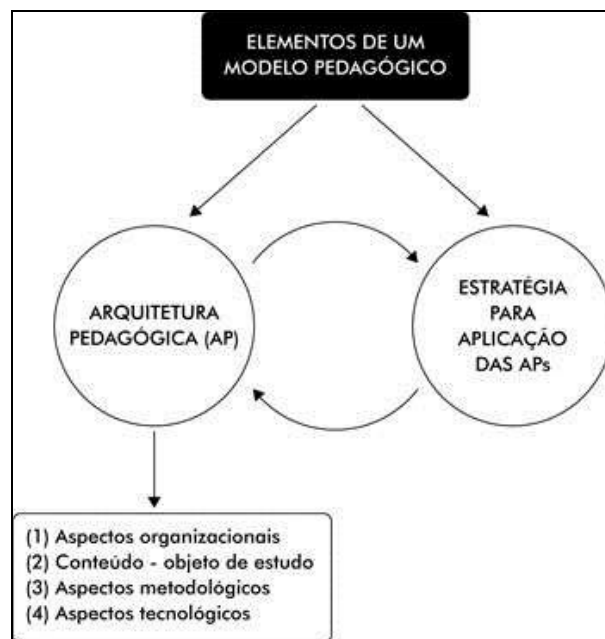 ELEMENTOS DE UM
MODELO PEDAGÓGICO
ARQUITETURA
PEDAGÓGICA (AP)
ESTRATÉGIA
PARA
APLICAÇÃO
DAS APs
(1) Aspectos organizacionais
(2) Conteúdo - objeto de estudo
(3) Aspectos metodológicos
(4) Aspectos tecnológicos